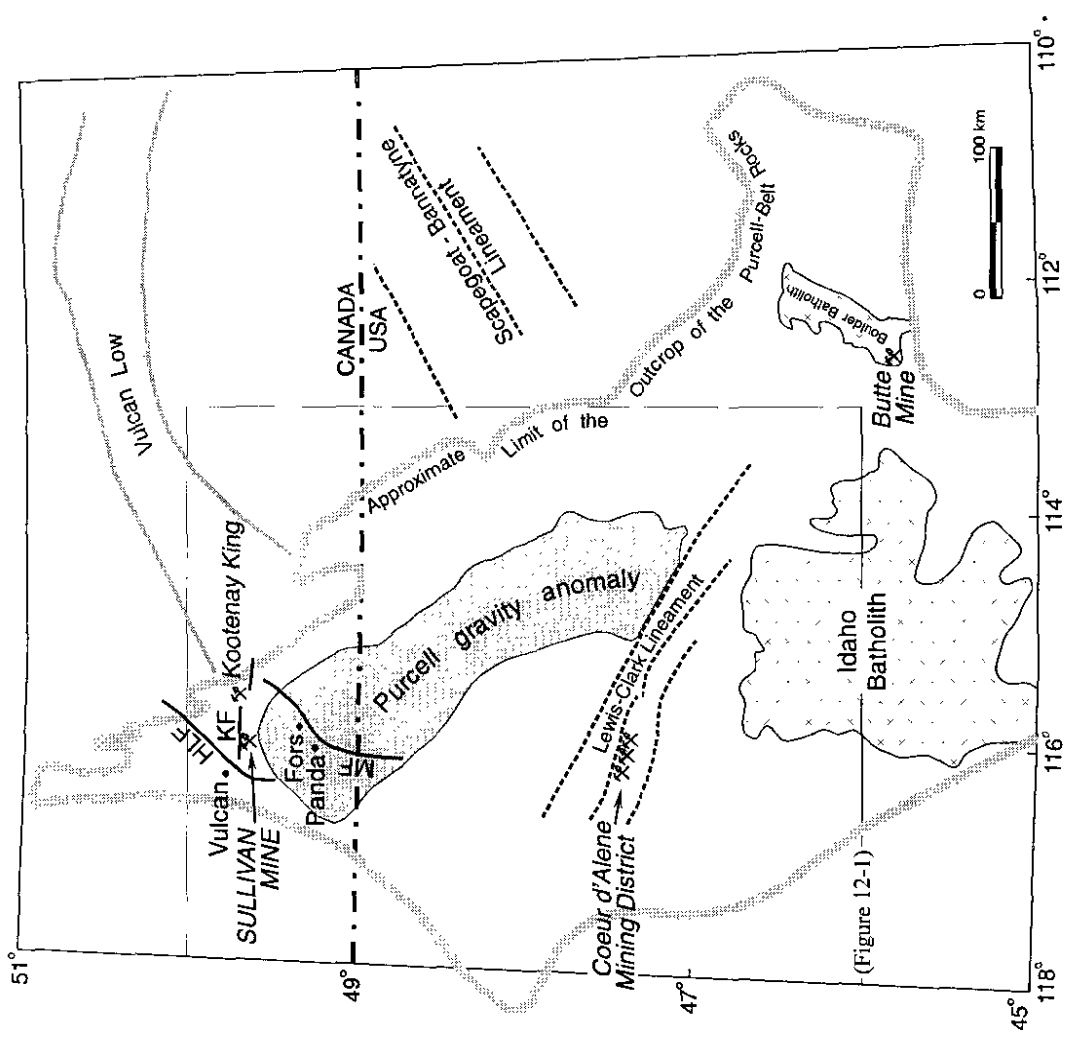 51°
Vulcan Low
HLF
KF
Kootenay King
Vulcan
SULLIVAN
MINE
Fors
Panda
MF
49°
CANADA
USA
Scapegoat - Bannatyne
Lineament
Approximate Limit of the Outcrop of the Purcell-Belt Rocks
Purcell gravity anomaly
Lewis-Clark Lineament
Coeur d'Alene
Mining District
47°
Boulder Batholith
Butte
Mine
Idaho
Batholith
(Figure 12-1)
0 100 km
45°
118°
116°
114°
112°
110°